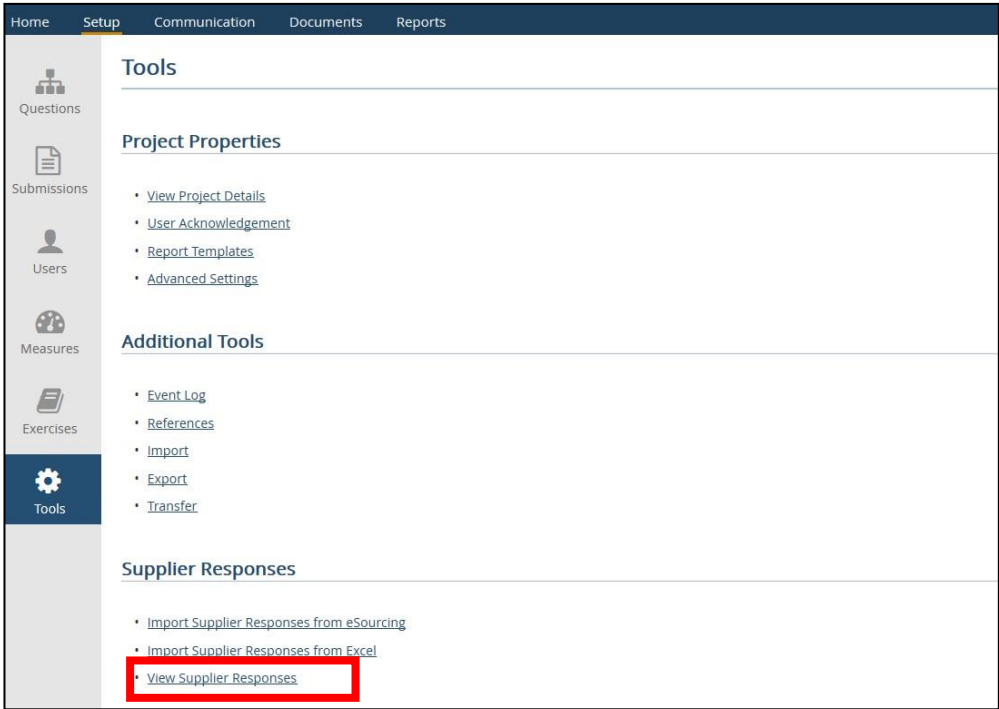 Home Setup Communication Documents Reports
Questions
Submissions
Users
Measures
Exercises
Tools
Tools
Project Properties
• View Project Details
• User Acknowledgement
• Report Templates
• Advanced Settings
Additional Tools
• Event Log
• References
• Import
• Export
• Transfer
Supplier Responses
• Import Supplier Responses from eSourcing
• Import Supplier Responses from Excel
• View Supplier Responses